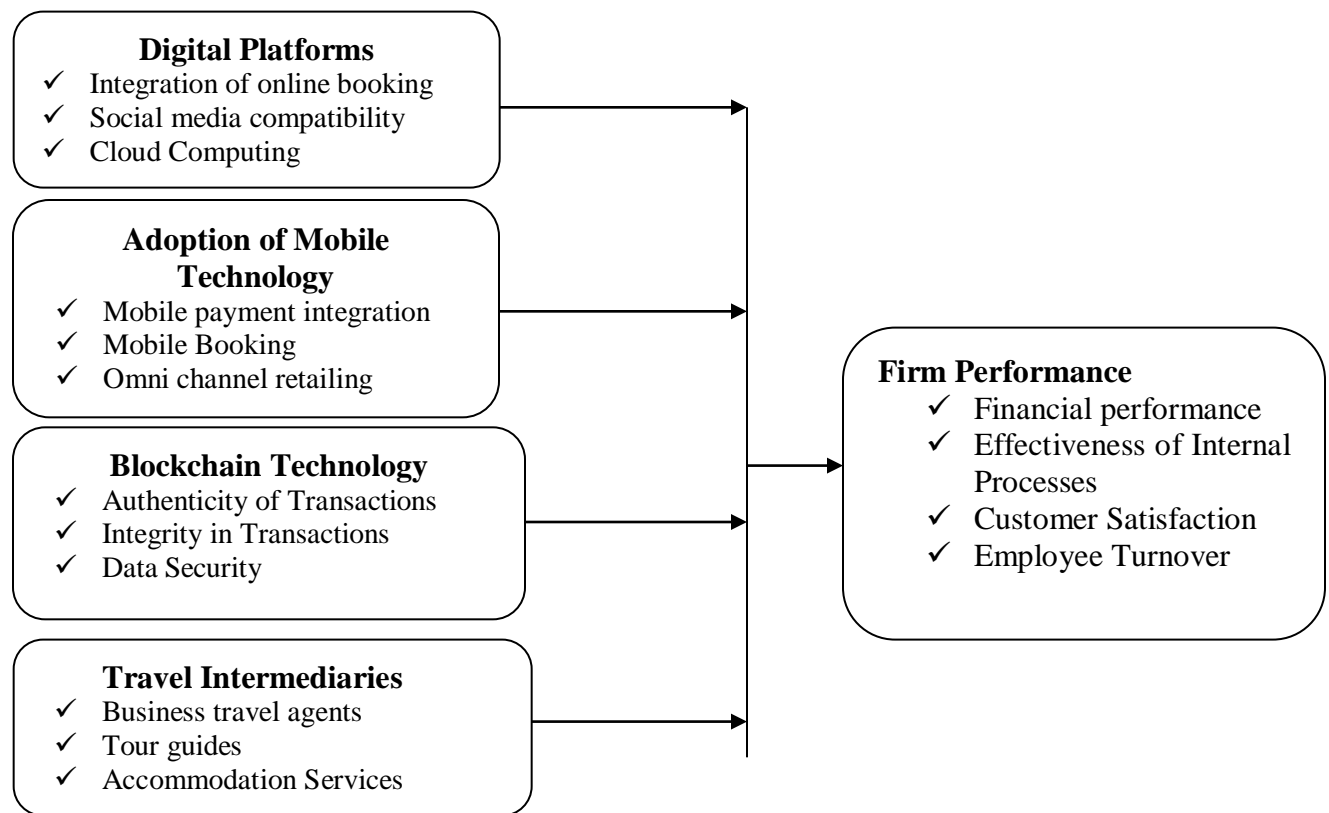 Digital Platforms
✓ Integration of online booking
✓ Social media compatibility
✓ Cloud Computing
Adoption of Mobile
Technology
✓ Mobile payment integration
✓ Mobile Booking
✓ Omni channel retailing
Blockchain Technology
✓ Authenticity of Transactions
✓ Integrity in Transactions
✓ Data Security
Travel Intermediaries
✓ Business travel agents
✓ Tour guides
✓ Accommodation Services
Firm Performance
✓ Financial performance
✓ Effectiveness of Internal
Processes
✓ Customer Satisfaction
✓ Employee Turnover